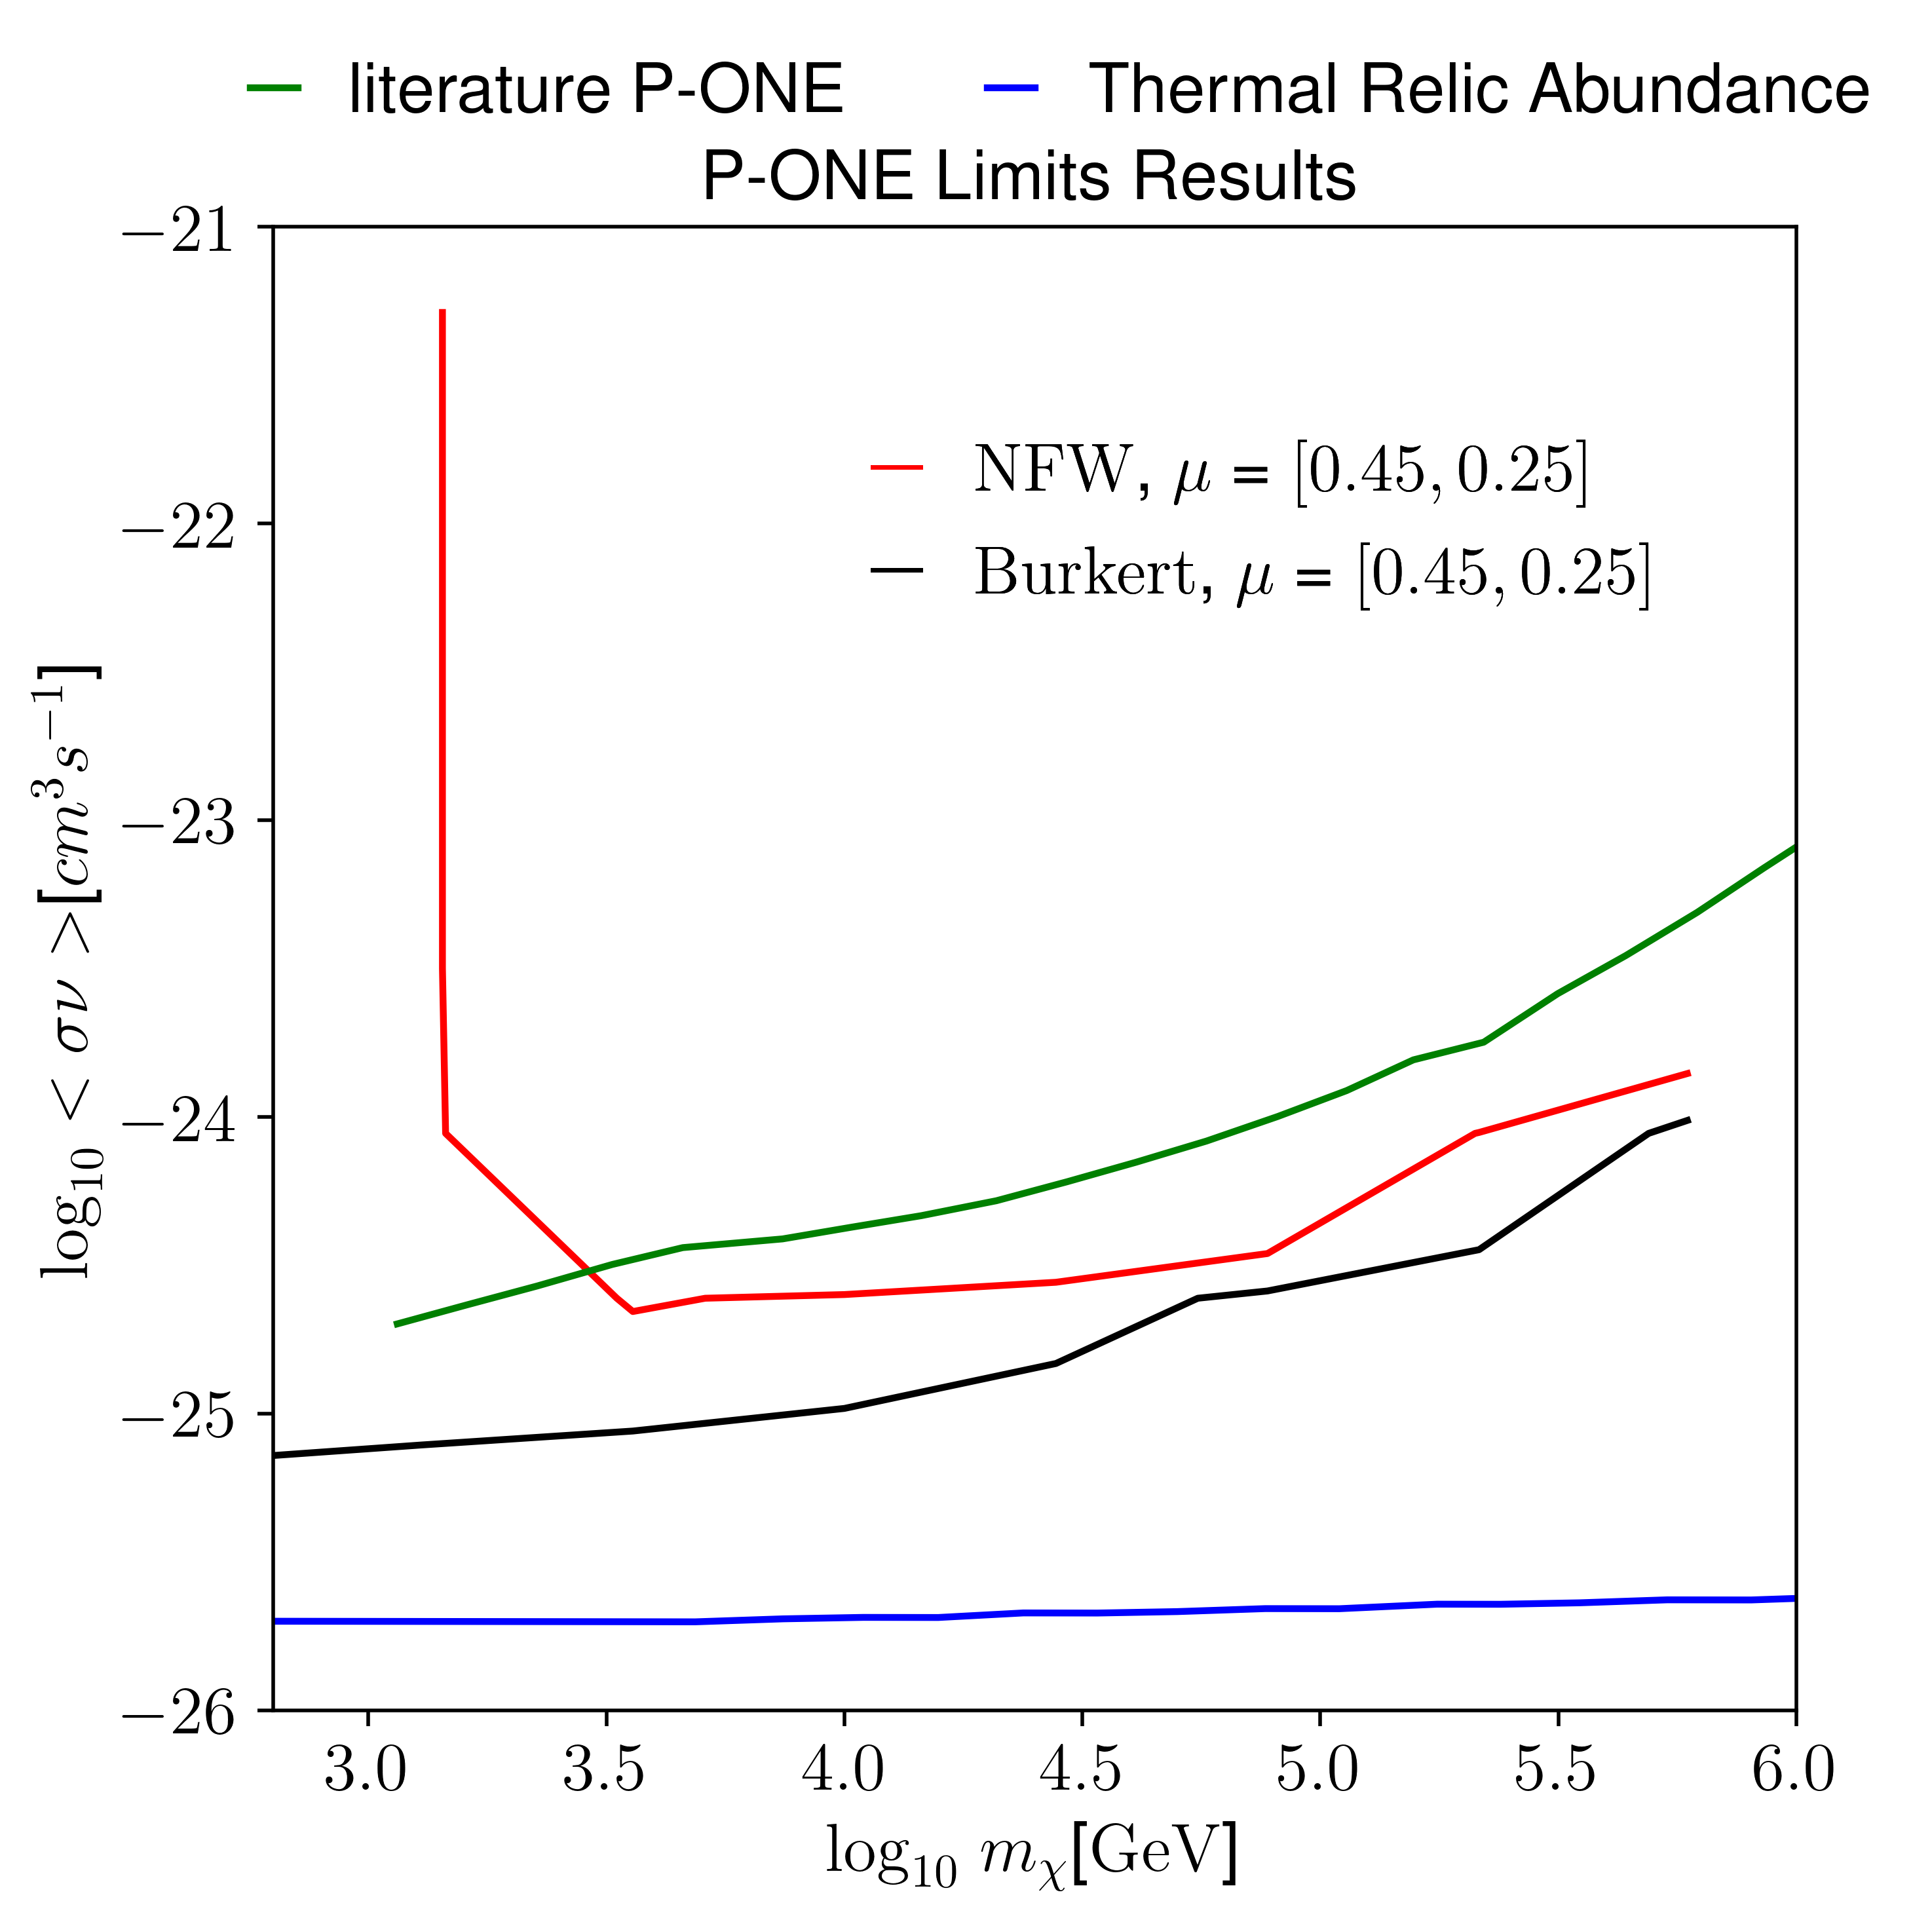 literature P-ONE Thermal Relic Abundance
P-ONE Limits Results
−21
−22
−23
−24
−25
−26
log₁₀ < σν >[cm³s⁻¹]
NFW, μ = [0.45, 0.25]
Burkert, μ = [0.45, 0.25]
3.0 3.5 4.0 4.5 5.0 5.5 6.0
log₁₀ mᵪ[GeV]